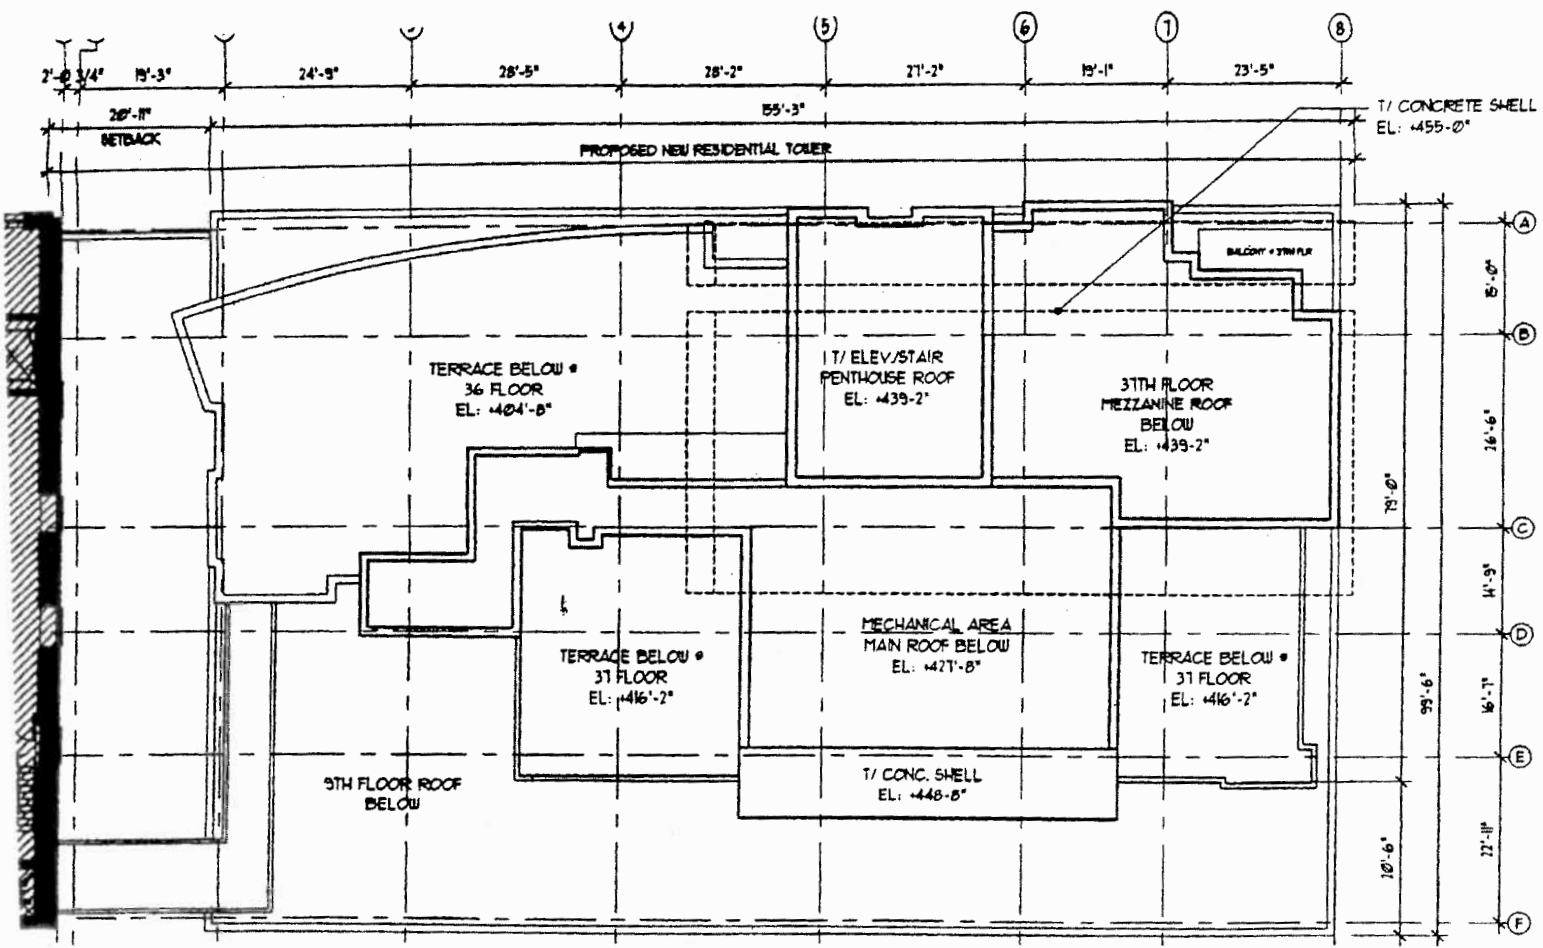 4 5 6 7 8
2'-0 3/4" 19'-3" 24'-9" 28'-5" 28'-2" 27'-2" 19'-1" 23'-5"
20'-11" 155'-3"
SETBACK
PROPOSED NEW RESIDENTIAL TOWER
T/ CONCRETE SHELL
EL: +455-0"
A
BALCONY @ 37TH FLR
15'-0"
B
T/ ELEV./STAIR
PENTHOUSE ROOF
EL: +439-2"
TERRACE BELOW @
36 FLOOR
EL: +404'-8"
37TH FLOOR
MEZZANINE ROOF
BELOW
EL: +439-2"
26'-6"
79'-0"
C
14'-9"
MECHANICAL AREA
MAIN ROOF BELOW
EL: +427'-8"
D
TERRACE BELOW @
37 FLOOR
EL: +416'-2"
TERRACE BELOW @
37 FLOOR
EL: +416'-2"
16'-7"
99'-6"
E
9TH FLOOR ROOF
BELOW
T/ CONC. SHELL
EL: +448-8"
20'-6"
22'-11"
F